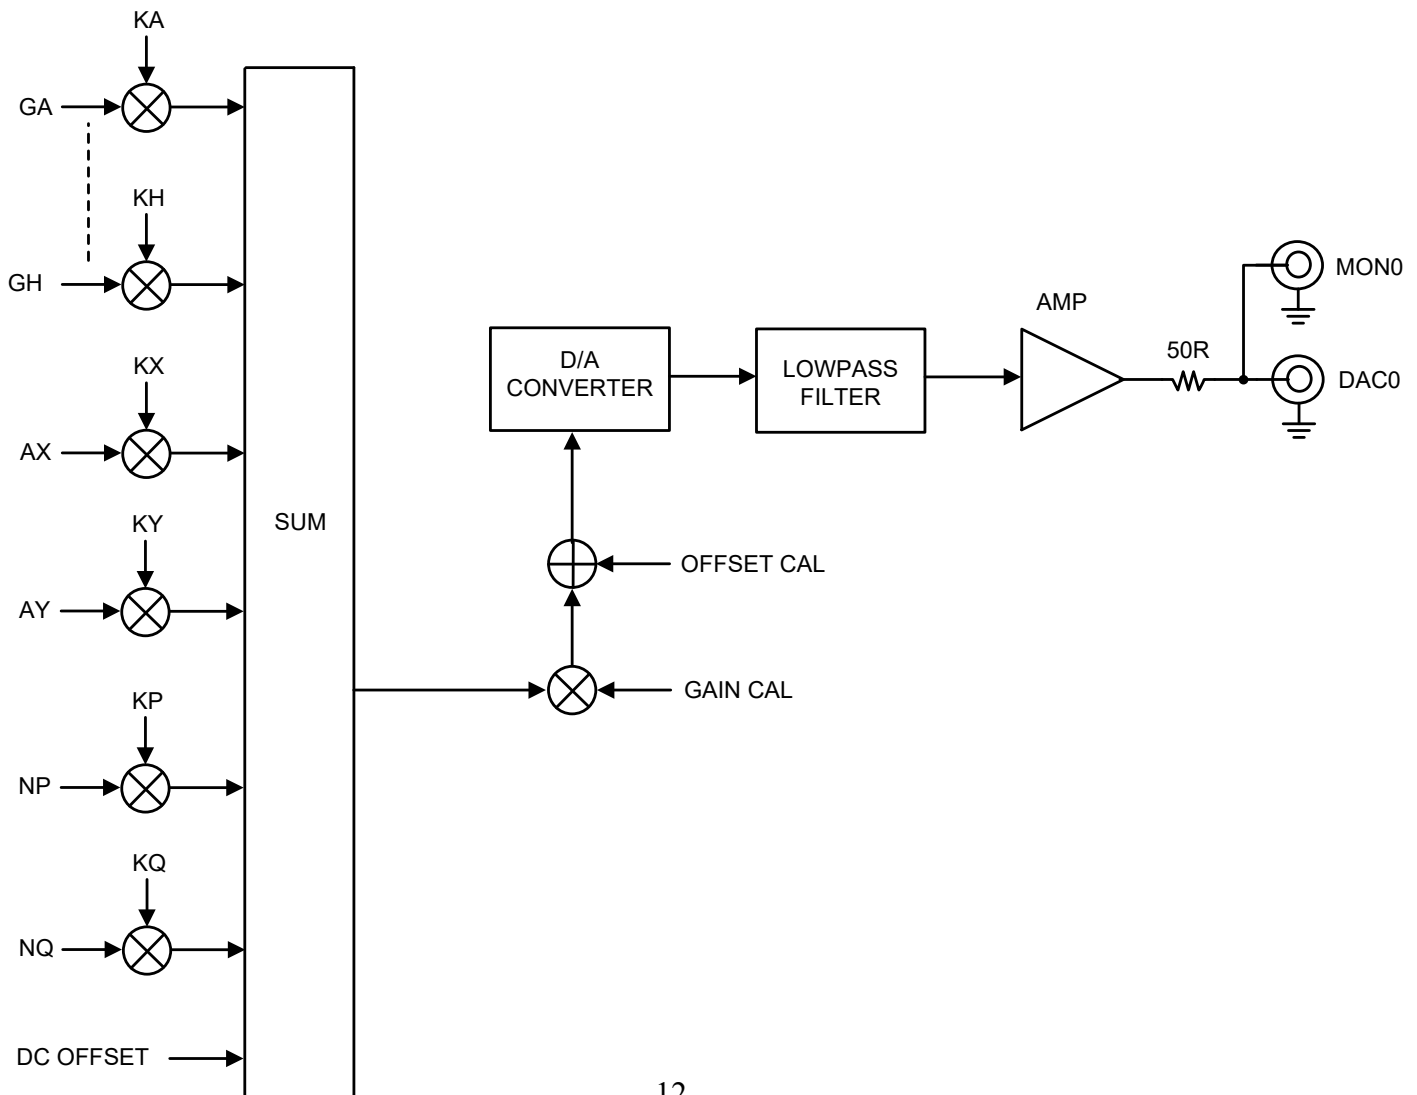 KA
GA
KH
GH
KX
AX
KY
AY
KP
NP
KQ
NQ
DC OFFSET
SUM
D/A
CONVERTER
LOWPASS
FILTER
AMP
50R
MON0
DAC0
OFFSET CAL
GAIN CAL
12